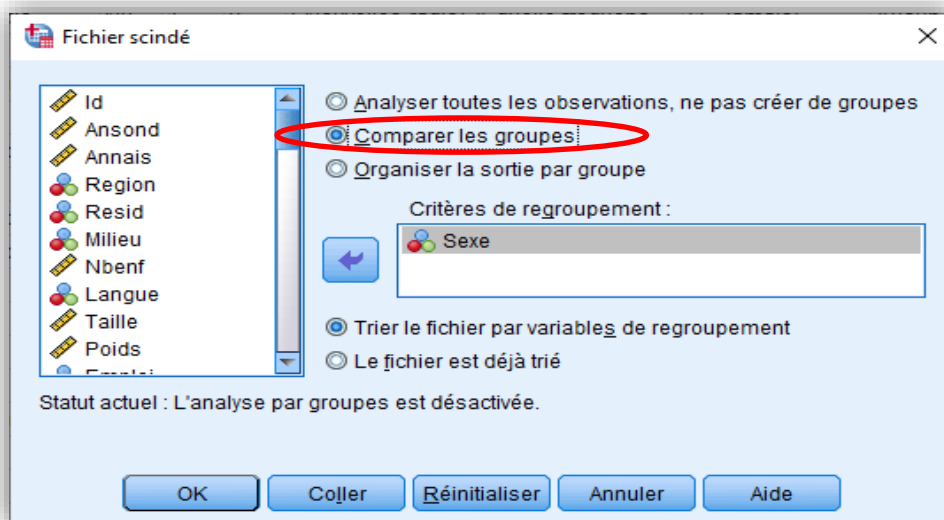 Fichier scindé
Id
Ansond
Annais
Region
Resid
Milieu
Nbenf
Langue
Taille
Poids
Analyser toutes les observations, ne pas créer de groupes
Comparer les groupes
Organiser la sortie par groupe
Critères de regroupement :
Sexe
Trier le fichier par variables de regroupement
Le fichier est déjà trié
Statut actuel : L'analyse par groupes est désactivée.
OK
Coller
Réinitialiser
Annuler
Aide